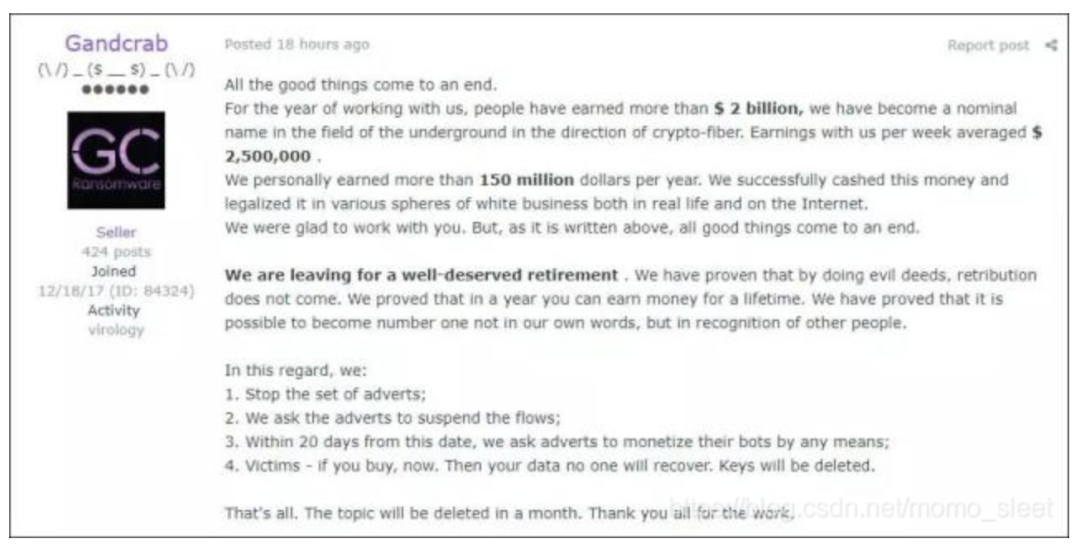 Gandcrab
(\/)_($__$)_(\/)
●●●●●●
GC
Ransomware
Seller
424 posts
Joined
12/18/17 (ID: 84324)
Activity
virology
Posted 18 hours ago
Report post
All the good things come to an end.
For the year of working with us, people have earned more than $ 2 billion, we have become a nominal
name in the field of the underground in the direction of crypto-fiber. Earnings with us per week averaged $
2,500,000 .
We personally earned more than 150 million dollars per year. We successfully cashed this money and
legalized it in various spheres of white business both in real life and on the Internet.
We were glad to work with you. But, as it is written above, all good things come to an end.
We are leaving for a well-deserved retirement . We have proven that by doing evil deeds, retribution
does not come. We proved that in a year you can earn money for a lifetime. We have proved that it is
possible to become number one not in our own words, but in recognition of other people.
In this regard, we:
1. Stop the set of adverts;
2. We ask the adverts to suspend the flows;
3. Within 20 days from this date, we ask adverts to monetize their bots by any means;
4. Victims - if you buy, now. Then your data no one will recover. Keys will be deleted.
That's all. The topic will be deleted in a month. Thank you all for the work.
https://blog.csdn.net/momo_sleet